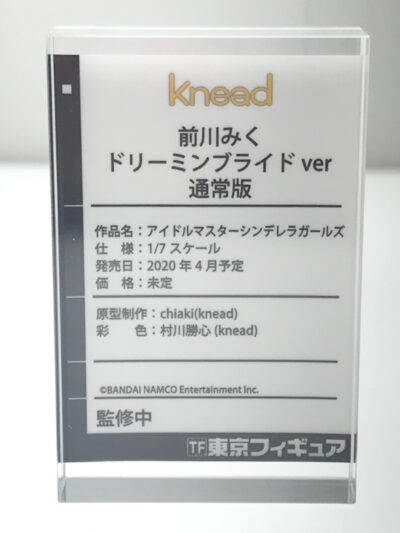 knead
前川みく
ドリーミンブライド ver
通常版
作品名：アイドルマスターシンデレラガールズ
仕　様：1/7 スケール
発売日：2020 年 4 月予定
価　格：未定
原型制作：chiaki(knead)
彩　　色：村川勝心 (knead)
©BANDAI NAMCO Entertainment Inc.
監修中
TF 東京フィギュア